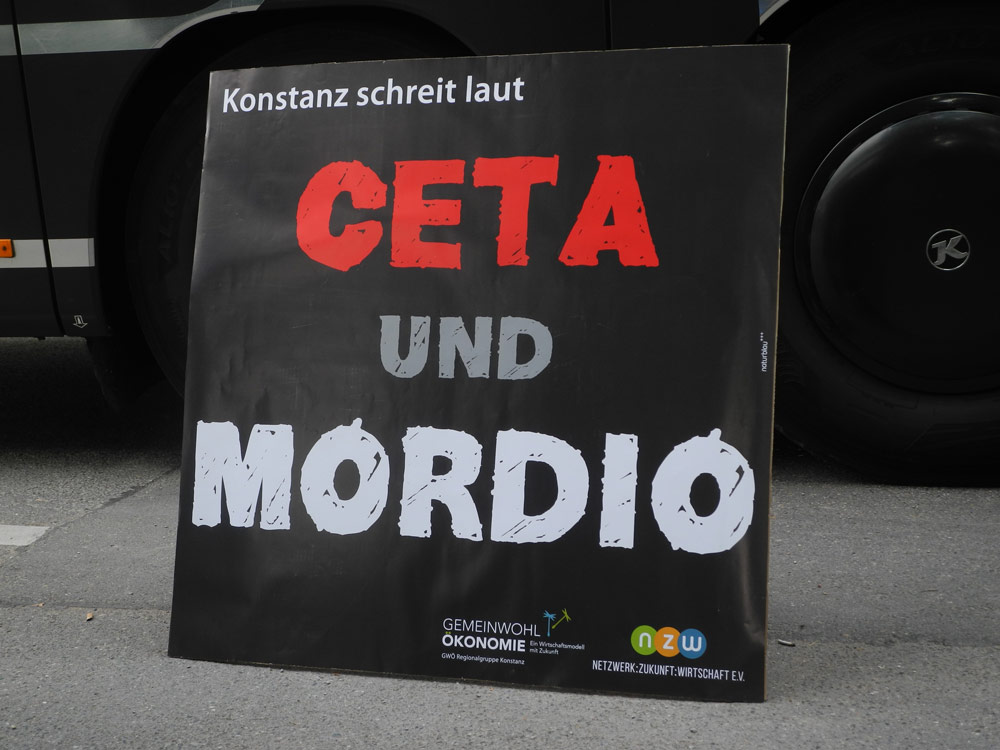 Konstanz schreit laut
CETA
UND
MORDIO
naturblau+++
GEMEINWOHL
ÖKONOMIE
Ein Wirtschaftsmodell
mit Zukunft
GWÖ Regionalgruppe Konstanz
nzw
NETZWERK:ZUKUNFT:WIRTSCHAFT E.V.
K